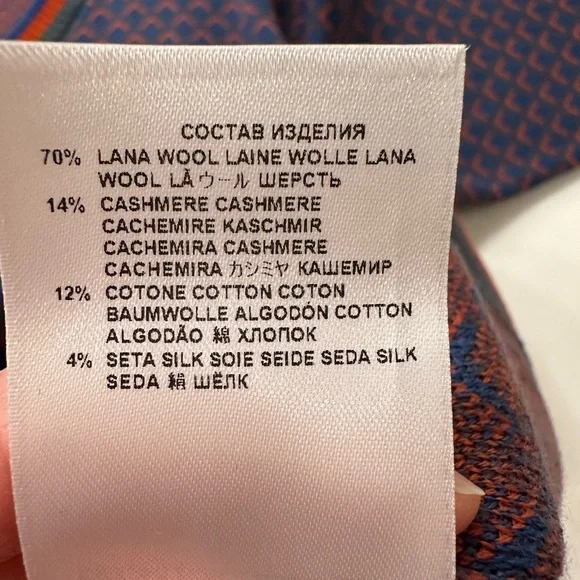 СОСТАВ ИЗДЕЛИЯ
70% LANA WOOL LAINE WOLLE LANA
WOOL LÃ ウール ШЕРСТЬ
14% CASHMERE CASHMERE
CACHEMIRE KASCHMIR
CACHEMIRA CASHMERE
CACHEMIRA カシミヤ КАШЕМИР
12% COTONE COTTON COTON
BAUMWOLLE ALGODÓN COTTON
ALGODÃO 綿 ХЛОПОК
4% SETA SILK SOIE SEIDE SEDA SILK
SEDA 絹 ШЁЛК